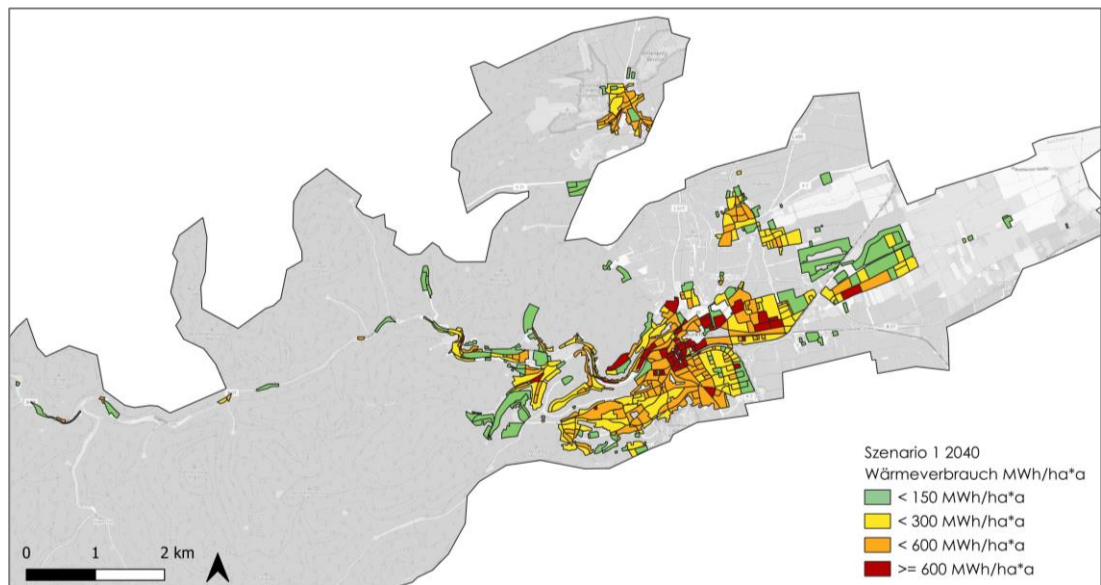 Szenario 1 2040
Wärmeverbrauch MWh/ha*a
< 150 MWh/ha*a
< 300 MWh/ha*a
< 600 MWh/ha*a
>= 600 MWh/ha*a
0 1 2 km